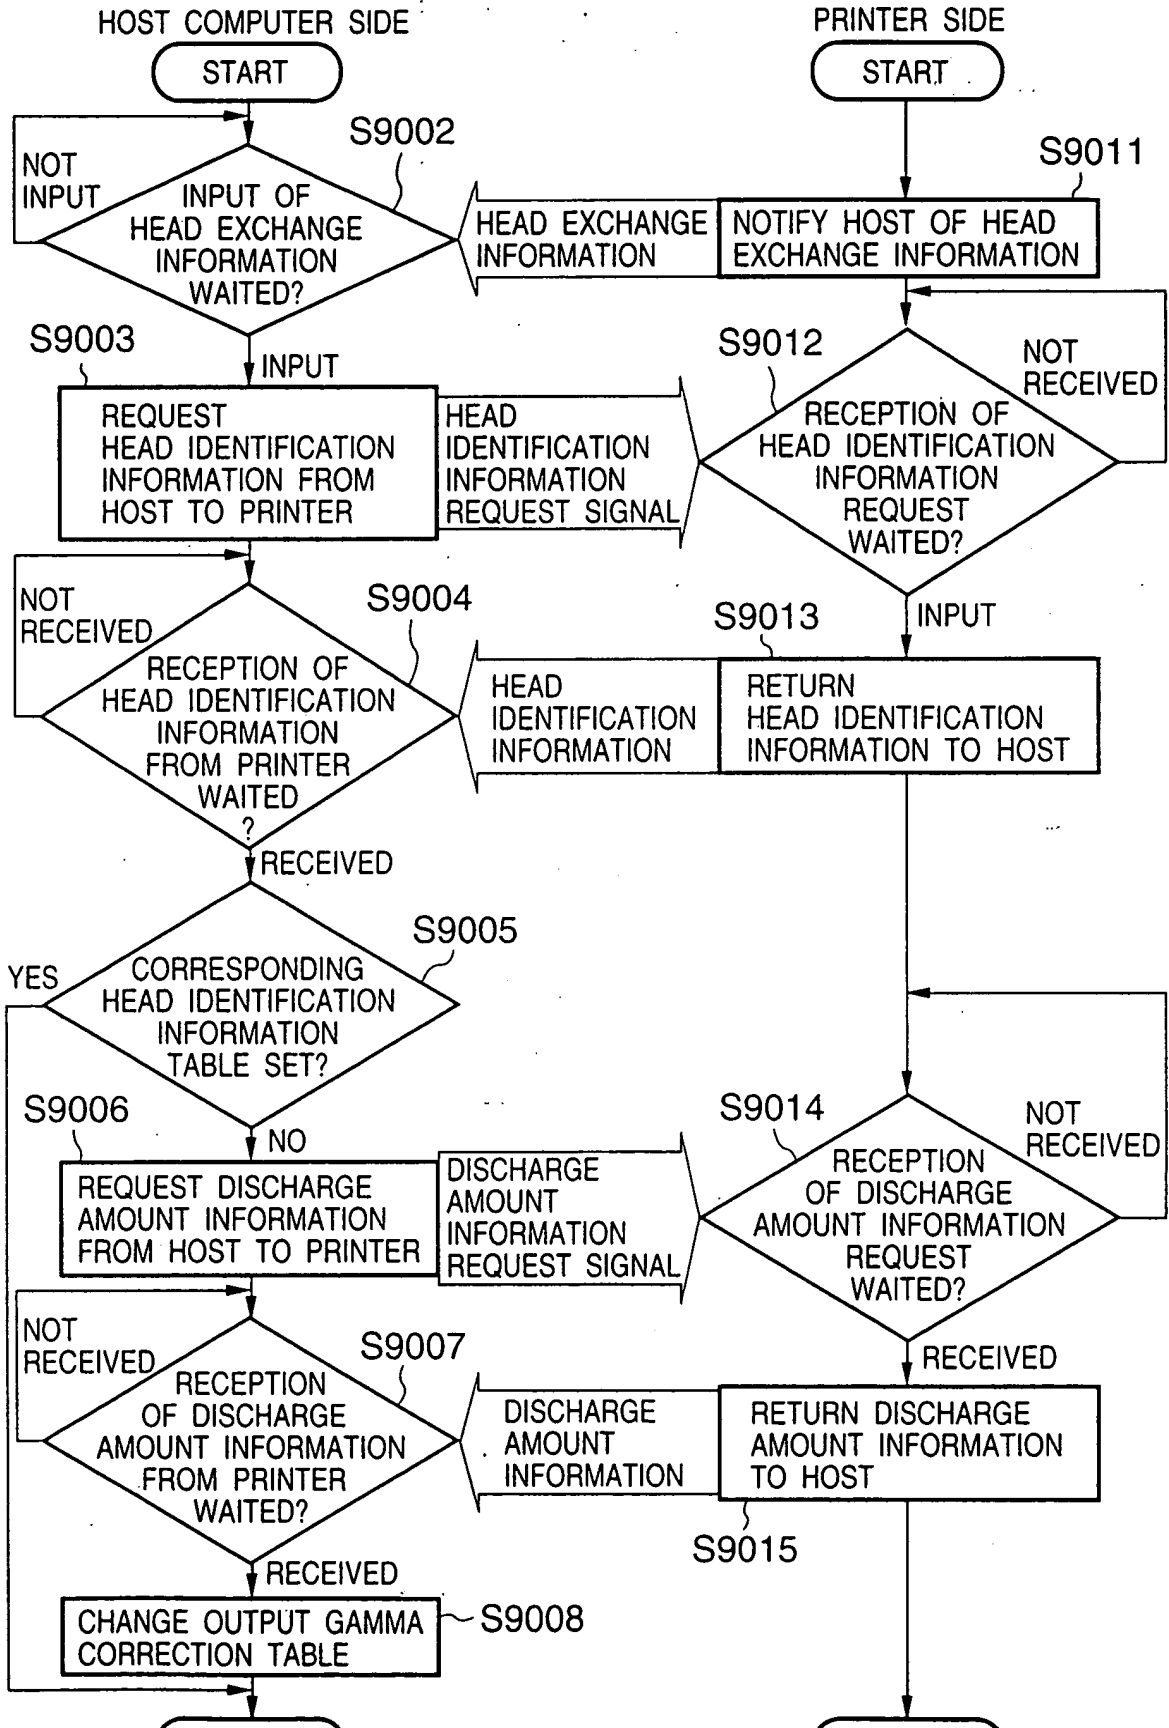 HOST COMPUTER SIDE
PRINTER SIDE
START
START
S9002
S9011
NOT
INPUT
INPUT OF
HEAD EXCHANGE
INFORMATION
WAITED?
HEAD EXCHANGE
INFORMATION
NOTIFY HOST OF HEAD
EXCHANGE INFORMATION
S9003
INPUT
S9012
NOT
RECEIVED
REQUEST
HEAD IDENTIFICATION
INFORMATION FROM
HOST TO PRINTER
HEAD
IDENTIFICATION
INFORMATION
REQUEST SIGNAL
RECEPTION OF
HEAD IDENTIFICATION
INFORMATION
REQUEST
WAITED?
NOT
RECEIVED
S9004
S9013
INPUT
RECEPTION OF
HEAD IDENTIFICATION
INFORMATION
FROM PRINTER
WAITED
?
HEAD
IDENTIFICATION
INFORMATION
RETURN
HEAD IDENTIFICATION
INFORMATION TO HOST
RECEIVED
S9005
YES
CORRESPONDING
HEAD IDENTIFICATION
INFORMATION
TABLE SET?
S9006
NO
S9014
NOT
RECEIVED
REQUEST DISCHARGE
AMOUNT INFORMATION
FROM HOST TO PRINTER
DISCHARGE
AMOUNT
INFORMATION
REQUEST SIGNAL
RECEPTION
OF DISCHARGE
AMOUNT INFORMATION
REQUEST
WAITED?
NOT
RECEIVED
S9007
RECEIVED
RECEPTION
OF DISCHARGE
AMOUNT INFORMATION
FROM PRINTER
WAITED?
DISCHARGE
AMOUNT
INFORMATION
RETURN DISCHARGE
AMOUNT INFORMATION
TO HOST
S9015
RECEIVED
CHANGE OUTPUT GAMMA
CORRECTION TABLE
S9008